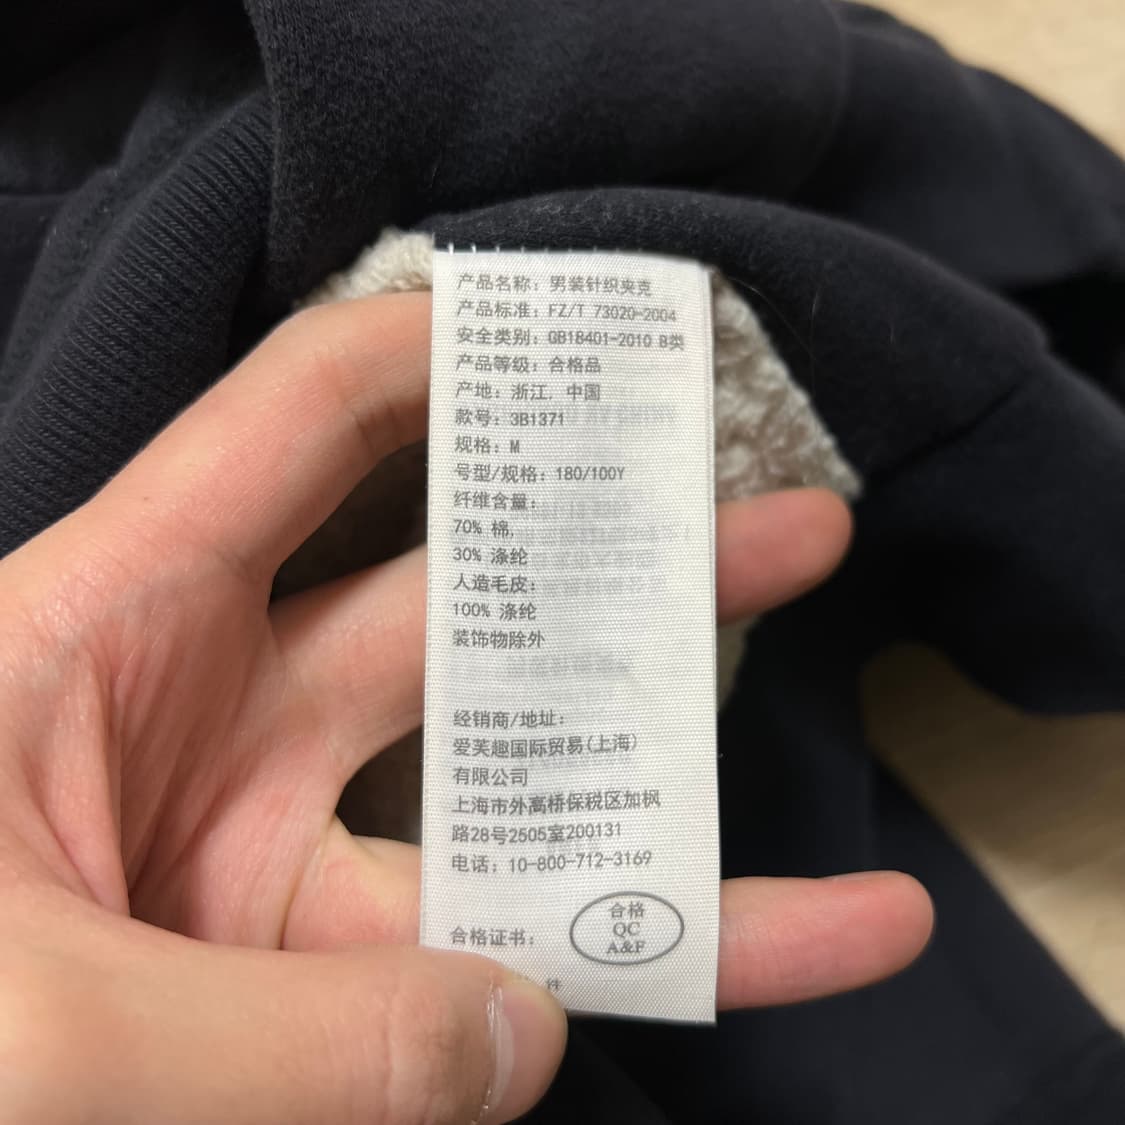 产品名称：男装针织夹克
产品标准：FZ/T 73020-2004
安全类别：GB18401-2010 B类
产品等级：合格品
产地：浙江, 中国
款号：3B1371
规格：M
号型/规格：180/100Y
纤维含量：
70% 棉,
30% 涤纶
人造毛皮：
100% 涤纶
装饰物除外
经销商/地址：
爱芙趣国际贸易(上海)
有限公司
上海市外高桥保税区加枫
路28号2505室200131
电话：10-800-712-3169
合格证书：
合格
QC
A&F
件